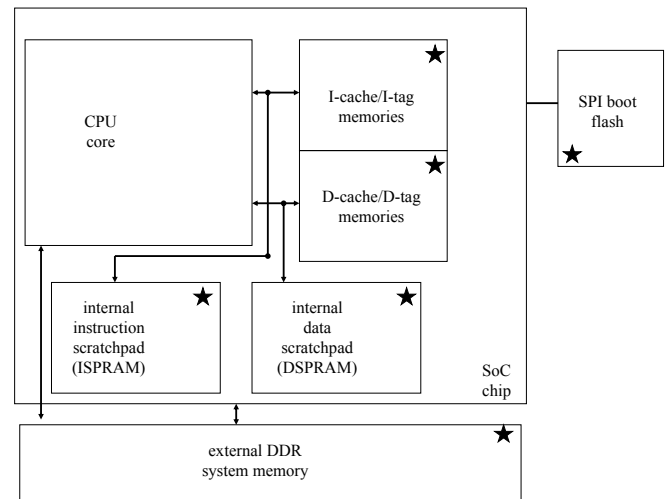 CPU
core
I-cache/I-tag
memories
D-cache/D-tag
memories
SPI boot
flash
internal
instruction
scratchpad
(ISPRAM)
internal
data
scratchpad
(DSPRAM)
SoC
chip
external DDR
system memory